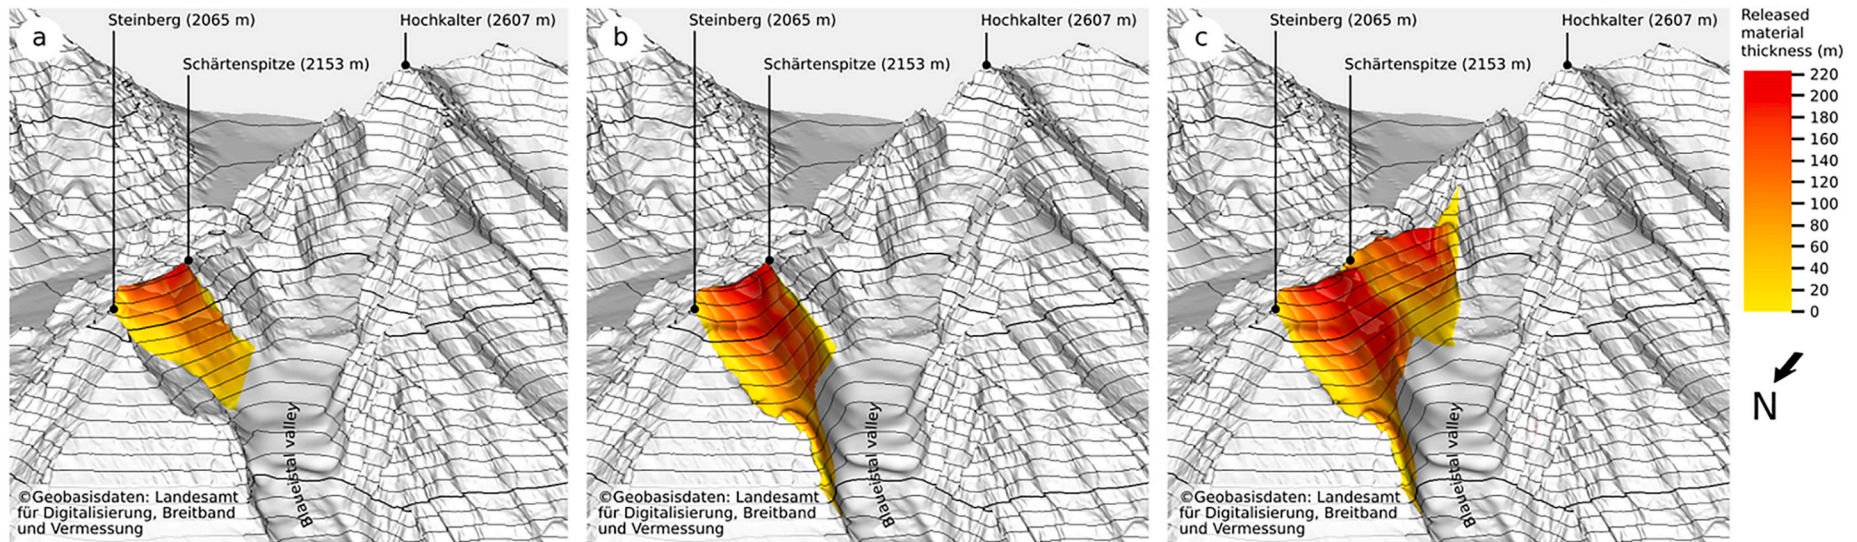 a
Steinberg (2065 m)
Hochkalter (2607 m)
Schärtenspitze (2153 m)
Blaueistal valley
©Geobasisdaten: Landesamt
für Digitalisierung, Breitband
und Vermessung
b
Steinberg (2065 m)
Hochkalter (2607 m)
Schärtenspitze (2153 m)
Blaueistal valley
©Geobasisdaten: Landesamt
für Digitalisierung, Breitband
und Vermessung
c
Steinberg (2065 m)
Hochkalter (2607 m)
Schärtenspitze (2153 m)
Blaueistal valley
©Geobasisdaten: Landesamt
für Digitalisierung, Breitband
und Vermessung
Released
material
thickness (m)
220
200
180
160
140
120
100
80
60
40
20
0
N